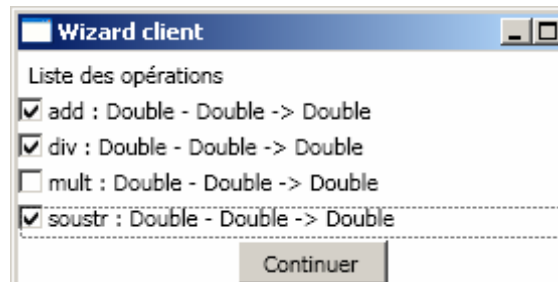 Wizard client
Liste des opérations
add : Double - Double -> Double
div : Double - Double -> Double
mult : Double - Double -> Double
soustr : Double - Double -> Double
Continuer